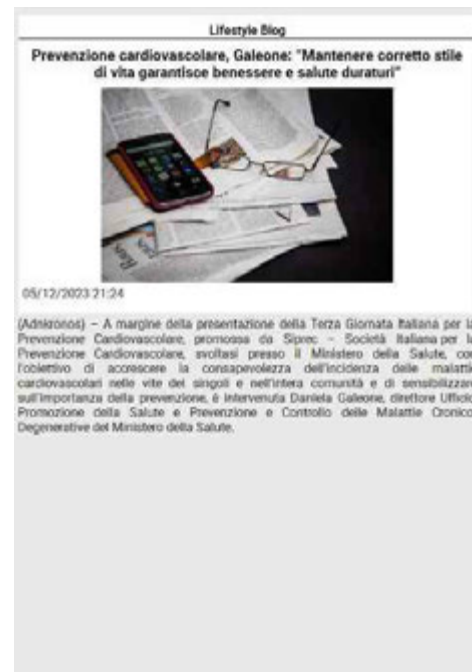 Lifestyle Blog
Prevenzione cardiovascolare, Galeone: "Mantenere corretto stile
di vita garantisce benessere e salute duraturi"
05/12/2023 21:24
(Adnkronos) – A margine della presentazione della Terza Giornata Italiana per la
Prevenzione Cardiovascolare, promossa da Siprec – Società Italiana per la
Prevenzione Cardiovascolare, svoltasi presso il Ministero della Salute, con
l'obiettivo di accrescere la consapevolezza dell'incidenza delle malattie
cardiovascolari nelle vite dei singoli e nell'intera comunità e di sensibilizzare
sull'importanza della prevenzione, è intervenuta Daniela Galeone, direttore Ufficio
Promozione della Salute e Prevenzione e Controllo delle Malattie Cronico
Degenerative del Ministero della Salute.